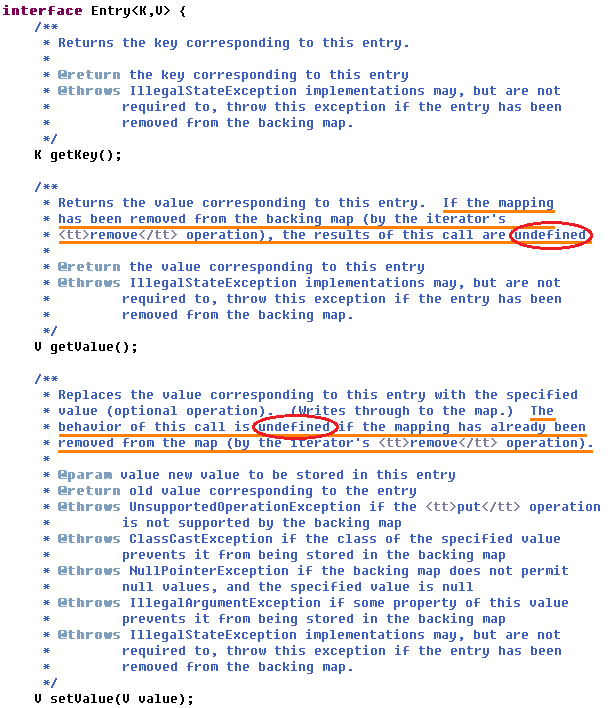 interface Entry<K,V> {
/**
* Returns the key corresponding to this entry.
*
* @return the key corresponding to this entry
* @throws IllegalStateException implementations may, but are not
* required to, throw this exception if the entry has been
* removed from the backing map.
*/
K getKey();
/**
* Returns the value corresponding to this entry. If the mapping
* has been removed from the backing map (by the iterator's
* <tt>remove</tt> operation), the results of this call are undefined
*
* @return the value corresponding to this entry
* @throws IllegalStateException implementations may, but are not
* required to, throw this exception if the entry has been
* removed from the backing map.
*/
V getValue();
/**
* Replaces the value corresponding to this entry with the specified
* value (optional operation). (Writes through to the map.) The
* behavior of this call is undefined if the mapping has already been
* removed from the map (by the iterator's <tt>remove</tt> operation).
*
* @param value new value to be stored in this entry
* @return old value corresponding to the entry
* @throws UnsupportedOperationException if the <tt>put</tt> operation
* is not supported by the backing map
* @throws ClassCastException if the class of the specified value
* prevents it from being stored in the backing map
* @throws NullPointerException if the backing map does not permit
* null values, and the specified value is null
* @throws IllegalArgumentException if some property of this value
* prevents it from being stored in the backing map
* @throws IllegalStateException implementations may, but are not
* required to, throw this exception if the entry has been
* removed from the backing map.
*/
V setValue(V value);